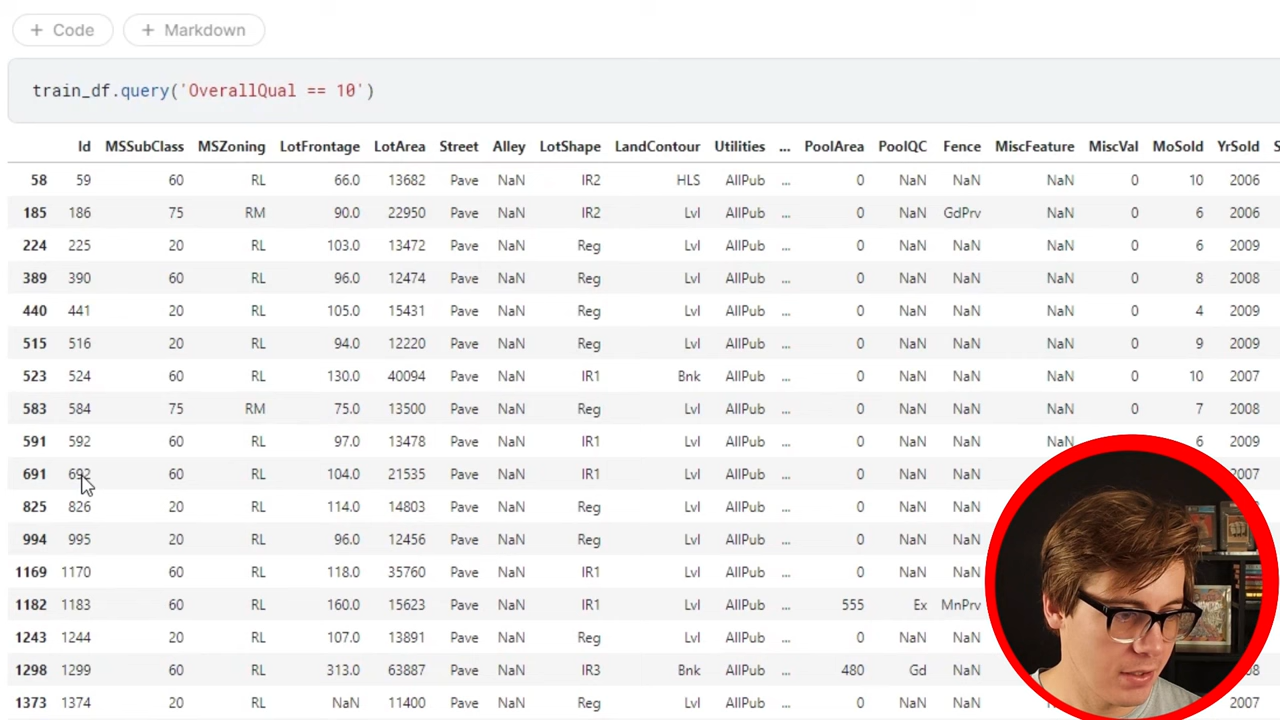 + Code + Markdown
train_df.query('OverallQual == 10')
Id MSSubClass MSZoning LotFrontage LotArea Street Alley LotShape LandContour Utilities ... PoolArea PoolQC Fence MiscFeature MiscVal MoSold YrSold S
58 59 60 RL 66.0 13682 Pave NaN IR2 HLS AllPub ... 0 NaN NaN NaN 0 10 2006
185 186 75 RM 90.0 22950 Pave NaN IR2 Lvl AllPub ... 0 NaN GdPrv NaN 0 6 2006
224 225 20 RL 103.0 13472 Pave NaN Reg Lvl AllPub ... 0 NaN NaN NaN 0 6 2009
389 390 60 RL 96.0 12474 Pave NaN Reg Lvl AllPub ... 0 NaN NaN NaN 0 8 2008
440 441 20 RL 105.0 15431 Pave NaN Reg Lvl AllPub ... 0 NaN NaN NaN 0 4 2009
515 516 20 RL 94.0 12220 Pave NaN Reg Lvl AllPub ... 0 NaN NaN NaN 0 9 2009
523 524 60 RL 130.0 40094 Pave NaN IR1 Bnk AllPub ... 0 NaN NaN NaN 0 10 2007
583 584 75 RM 75.0 13500 Pave NaN Reg Lvl AllPub ... 0 NaN NaN NaN 0 7 2008
591 592 60 RL 97.0 13478 Pave NaN IR1 Lvl AllPub ... 0 NaN NaN NaN 6 2009
691 692 60 RL 104.0 21535 Pave NaN IR1 Lvl AllPub ... 0 NaN NaN 2007
825 826 20 RL 114.0 14803 Pave NaN Reg Lvl AllPub ... 0 NaN NaN
994 995 20 RL 96.0 12456 Pave NaN Reg Lvl AllPub ... 0 NaN NaN
1169 1170 60 RL 118.0 35760 Pave NaN IR1 Lvl AllPub ... 0 NaN NaN
1182 1183 60 RL 160.0 15623 Pave NaN IR1 Lvl AllPub ... 555 Ex MnPrv
1243 1244 20 RL 107.0 13891 Pave NaN Reg Lvl AllPub ... 0 NaN NaN
1298 1299 60 RL 313.0 63887 Pave NaN IR3 Bnk AllPub ... 480 Gd NaN
1373 1374 20 RL NaN 11400 Pave NaN Reg Lvl AllPub ... 0 NaN NaN 2007